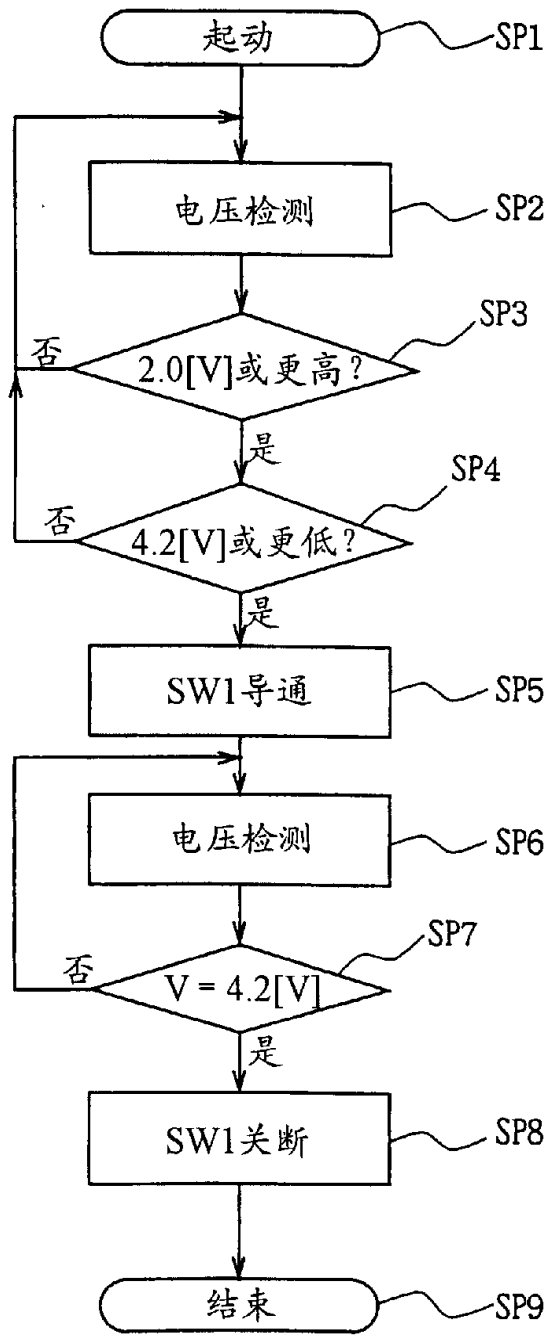 起动
SP1
电压检测
SP2
SP3
否
2.0[V]或更高?
是
SP4
否
4.2[V]或更低?
是
SW1导通
SP5
电压检测
SP6
SP7
否
V = 4.2[V]
是
SW1关断
SP8
结束
SP9